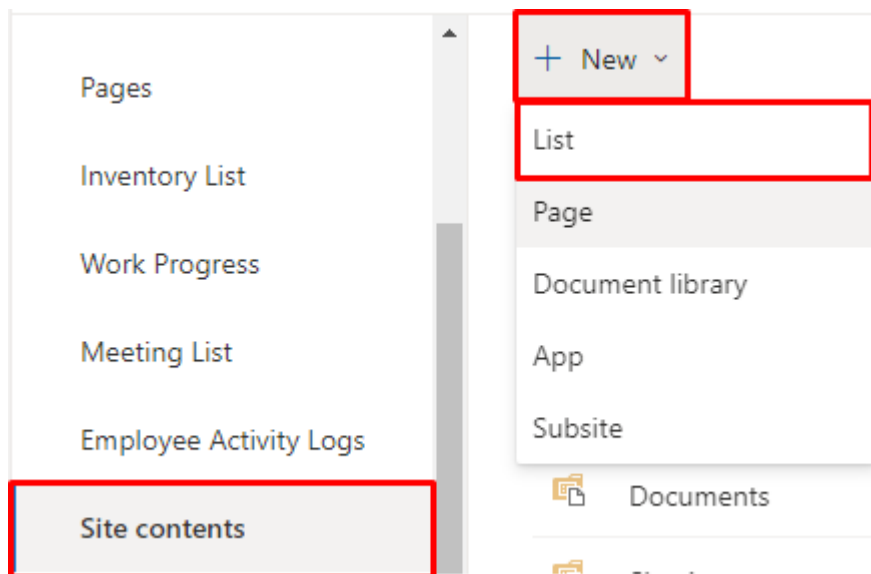 Pages
Inventory List
Work Progress
Meeting List
Employee Activity Logs
Site contents
+ New
List
Page
Document library
App
Subsite
Documents